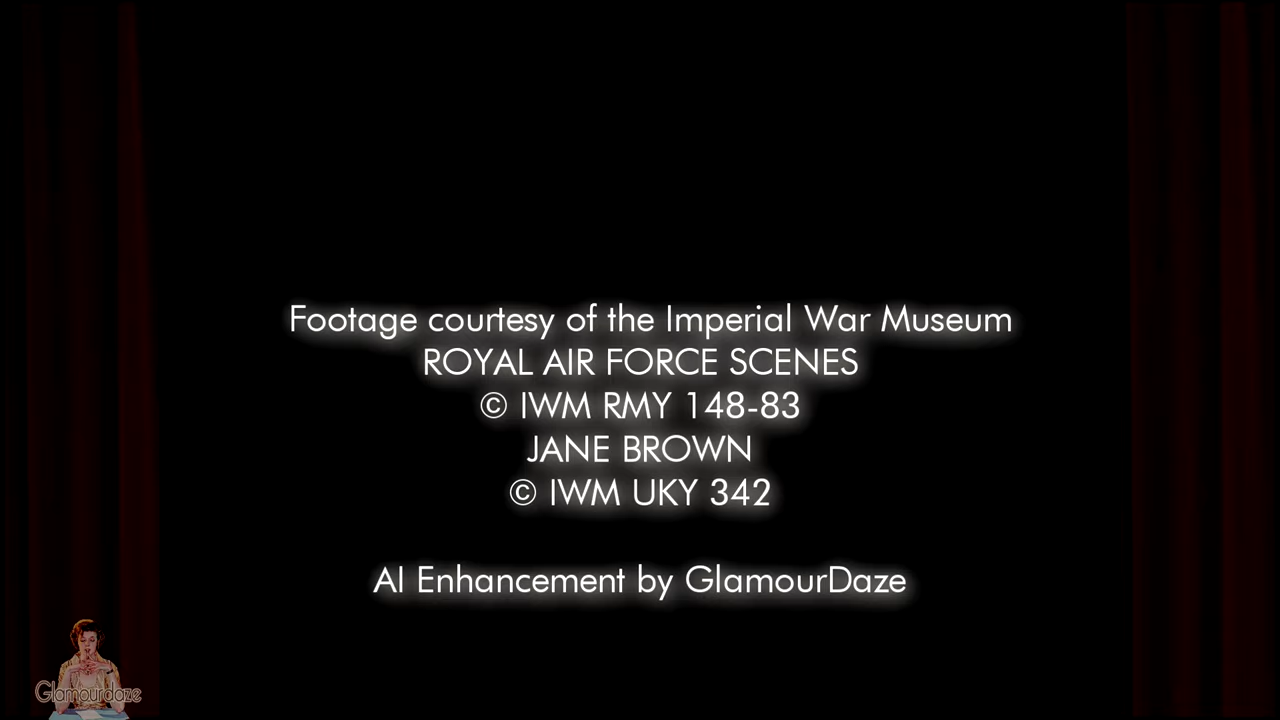 Footage courtesy of the Imperial War Museum
ROYAL AIR FORCE SCENES
© IWM RMY 148-83
JANE BROWN
© IWM UKY 342
AI Enhancement by GlamourDaze
Glamourdaze